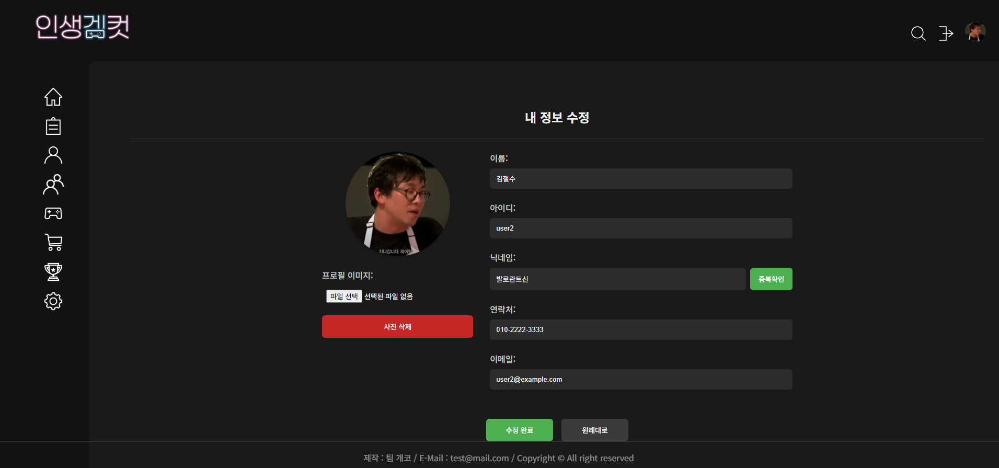 인생겜컷
내 정보 수정
지나갑니다 파이팅
프로필 이미지:
파일 선택 선택된 파일 없음
사진 삭제
이름:
김철수
아이디:
user2
닉네임:
발로란트신
중복확인
연락처:
010-2222-3333
이메일:
user2@example.com
수정 완료
원래대로
제작 : 팀 개코 / E-Mail : test@mail.com / Copyright © All right reserved